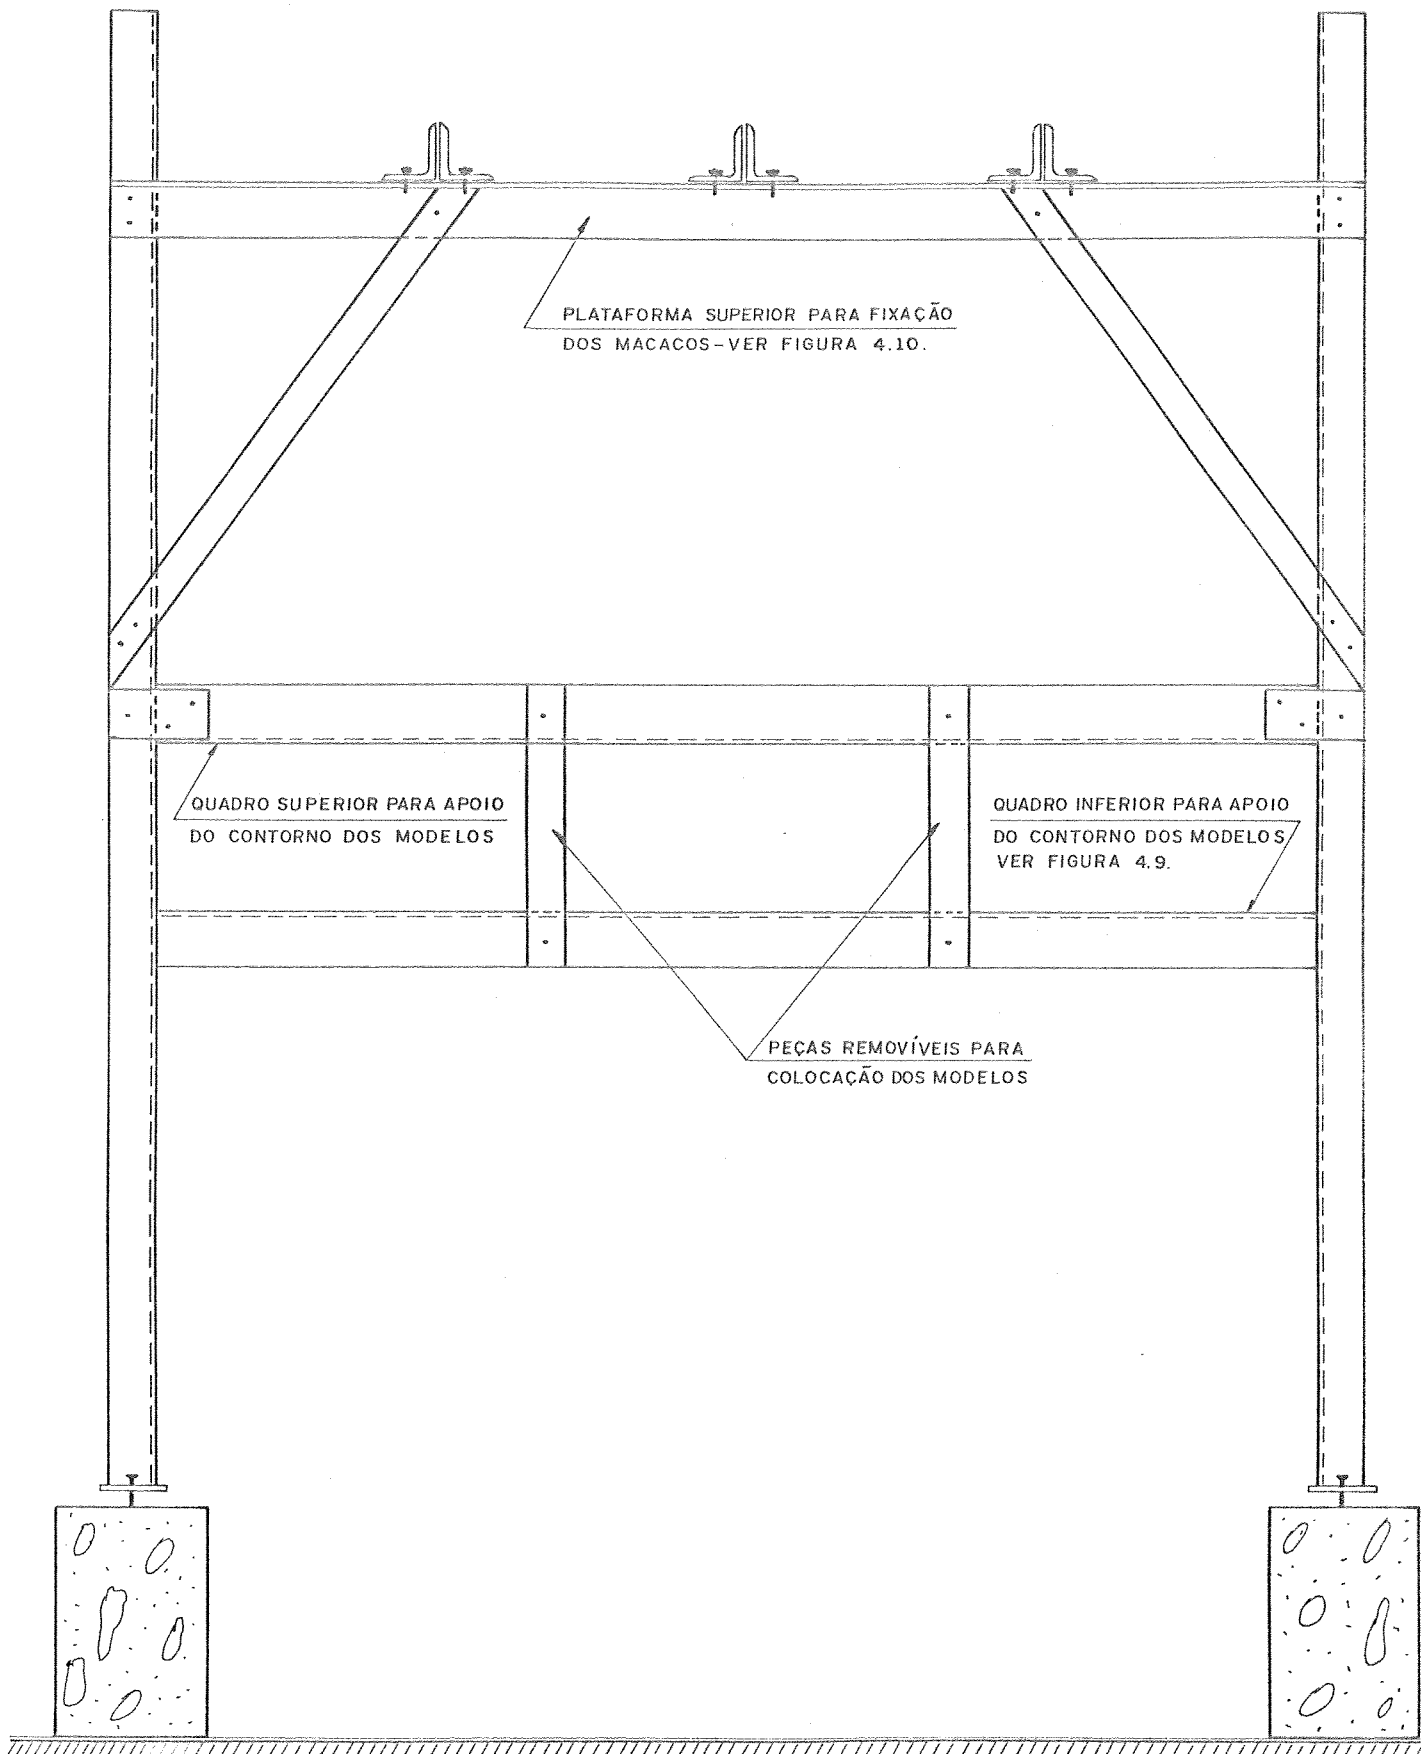 PLATAFORMA SUPERIOR PARA FIXAÇÃO
DOS MACACOS-VER FIGURA 4.10.
QUADRO SUPERIOR PARA APOIO
DO CONTORNO DOS MODELOS
QUADRO INFERIOR PARA APOIO
DO CONTORNO DOS MODELOS
VER FIGURA 4.9.
PEÇAS REMOVÍVEIS PARA
COLOCAÇÃO DOS MODELOS